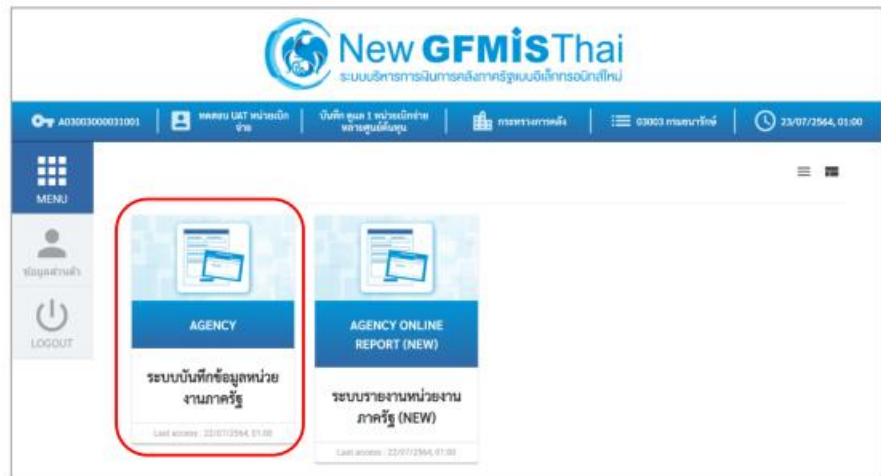 New GFMiSThai
ระบบบริหารการเงินการคลังภาครัฐแบบอิเล็กทรอนิกส์ใหม่
A03003000031001
ทดสอบ UAT หน่วยเบิก
จ่าย
บันทึก ดูแล 1 หน่วยเบิกจ่าย
หลายศูนย์ต้นทุน
กระทรวงการคลัง
03003 กรมธนารักษ์
23/07/2564, 01:00
MENU
ข้อมูลส่วนตัว
LOGOUT
AGENCY
ระบบบันทึกข้อมูลหน่วย
งานภาครัฐ
Last access : 22/07/2564, 01:00
AGENCY ONLINE
REPORT (NEW)
ระบบรายงานหน่วยงาน
ภาครัฐ (NEW)
Last access : 22/07/2564, 01:00